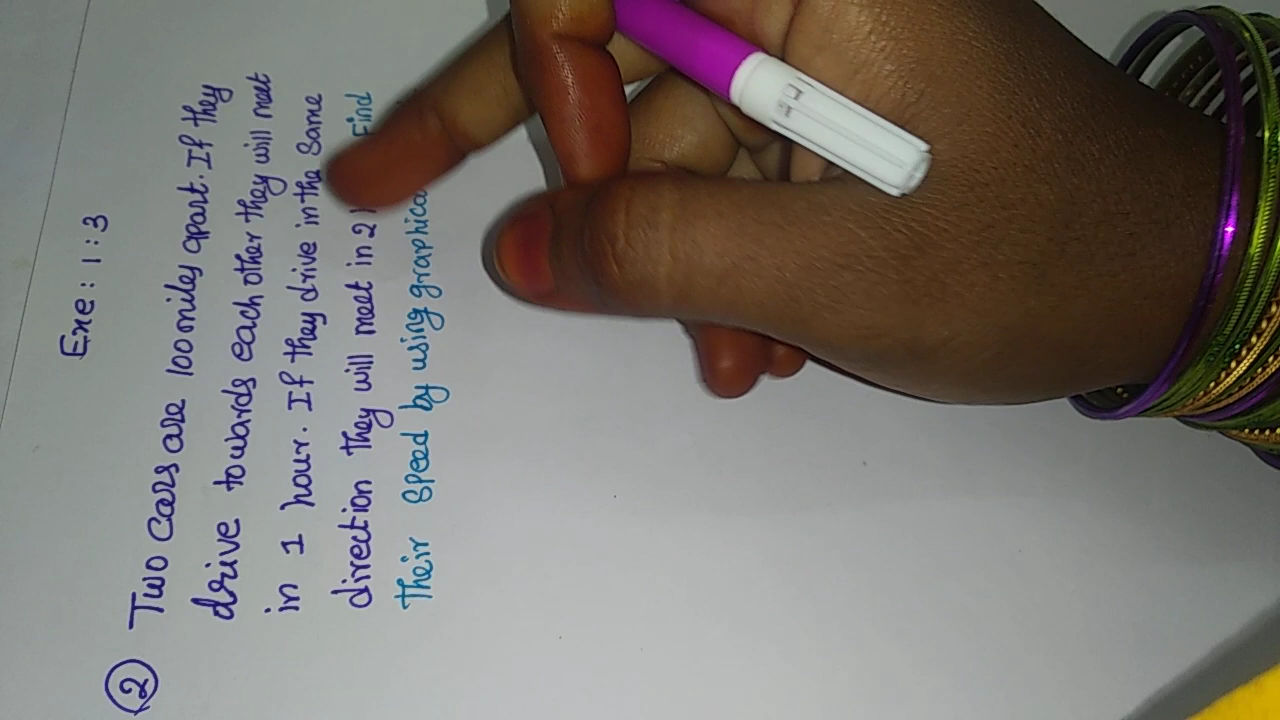 Exe: 1:3
2 Two Cars are 100 miles apart. If they
drive towards each other they will meet
in 1 hour. If they drive in the same
direction they will meet in 2 Find
Their Speed by using